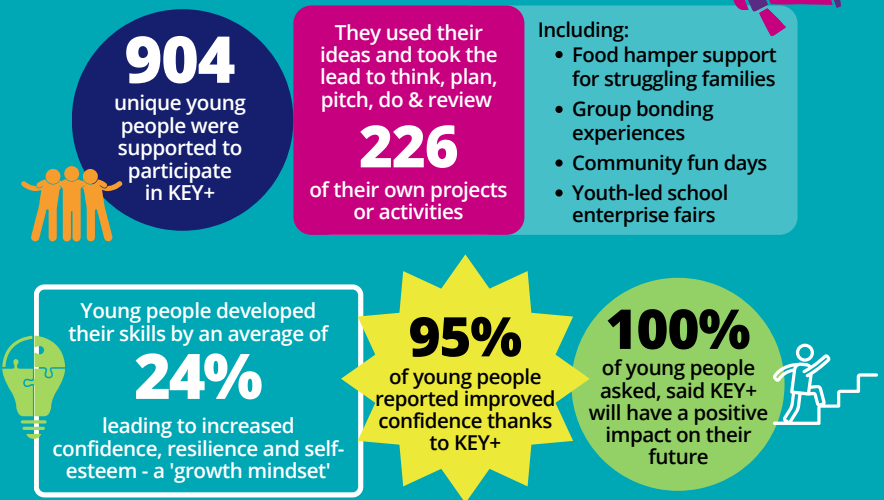 904
unique young
people were
supported to
participate
in KEY+
They used their
ideas and took the
lead to think, plan,
pitch, do & review
226
of their own projects
or activities
Including:
• Food hamper support
for struggling families
• Group bonding
experiences
• Community fun days
• Youth-led school
enterprise fairs
Young people developed
their skills by an average of
24%
leading to increased
confidence, resilience and self-
esteem - a 'growth mindset'
95%
of young people
reported improved
confidence thanks
to KEY+
100%
of young people
asked, said KEY+
will have a positive
impact on their
future